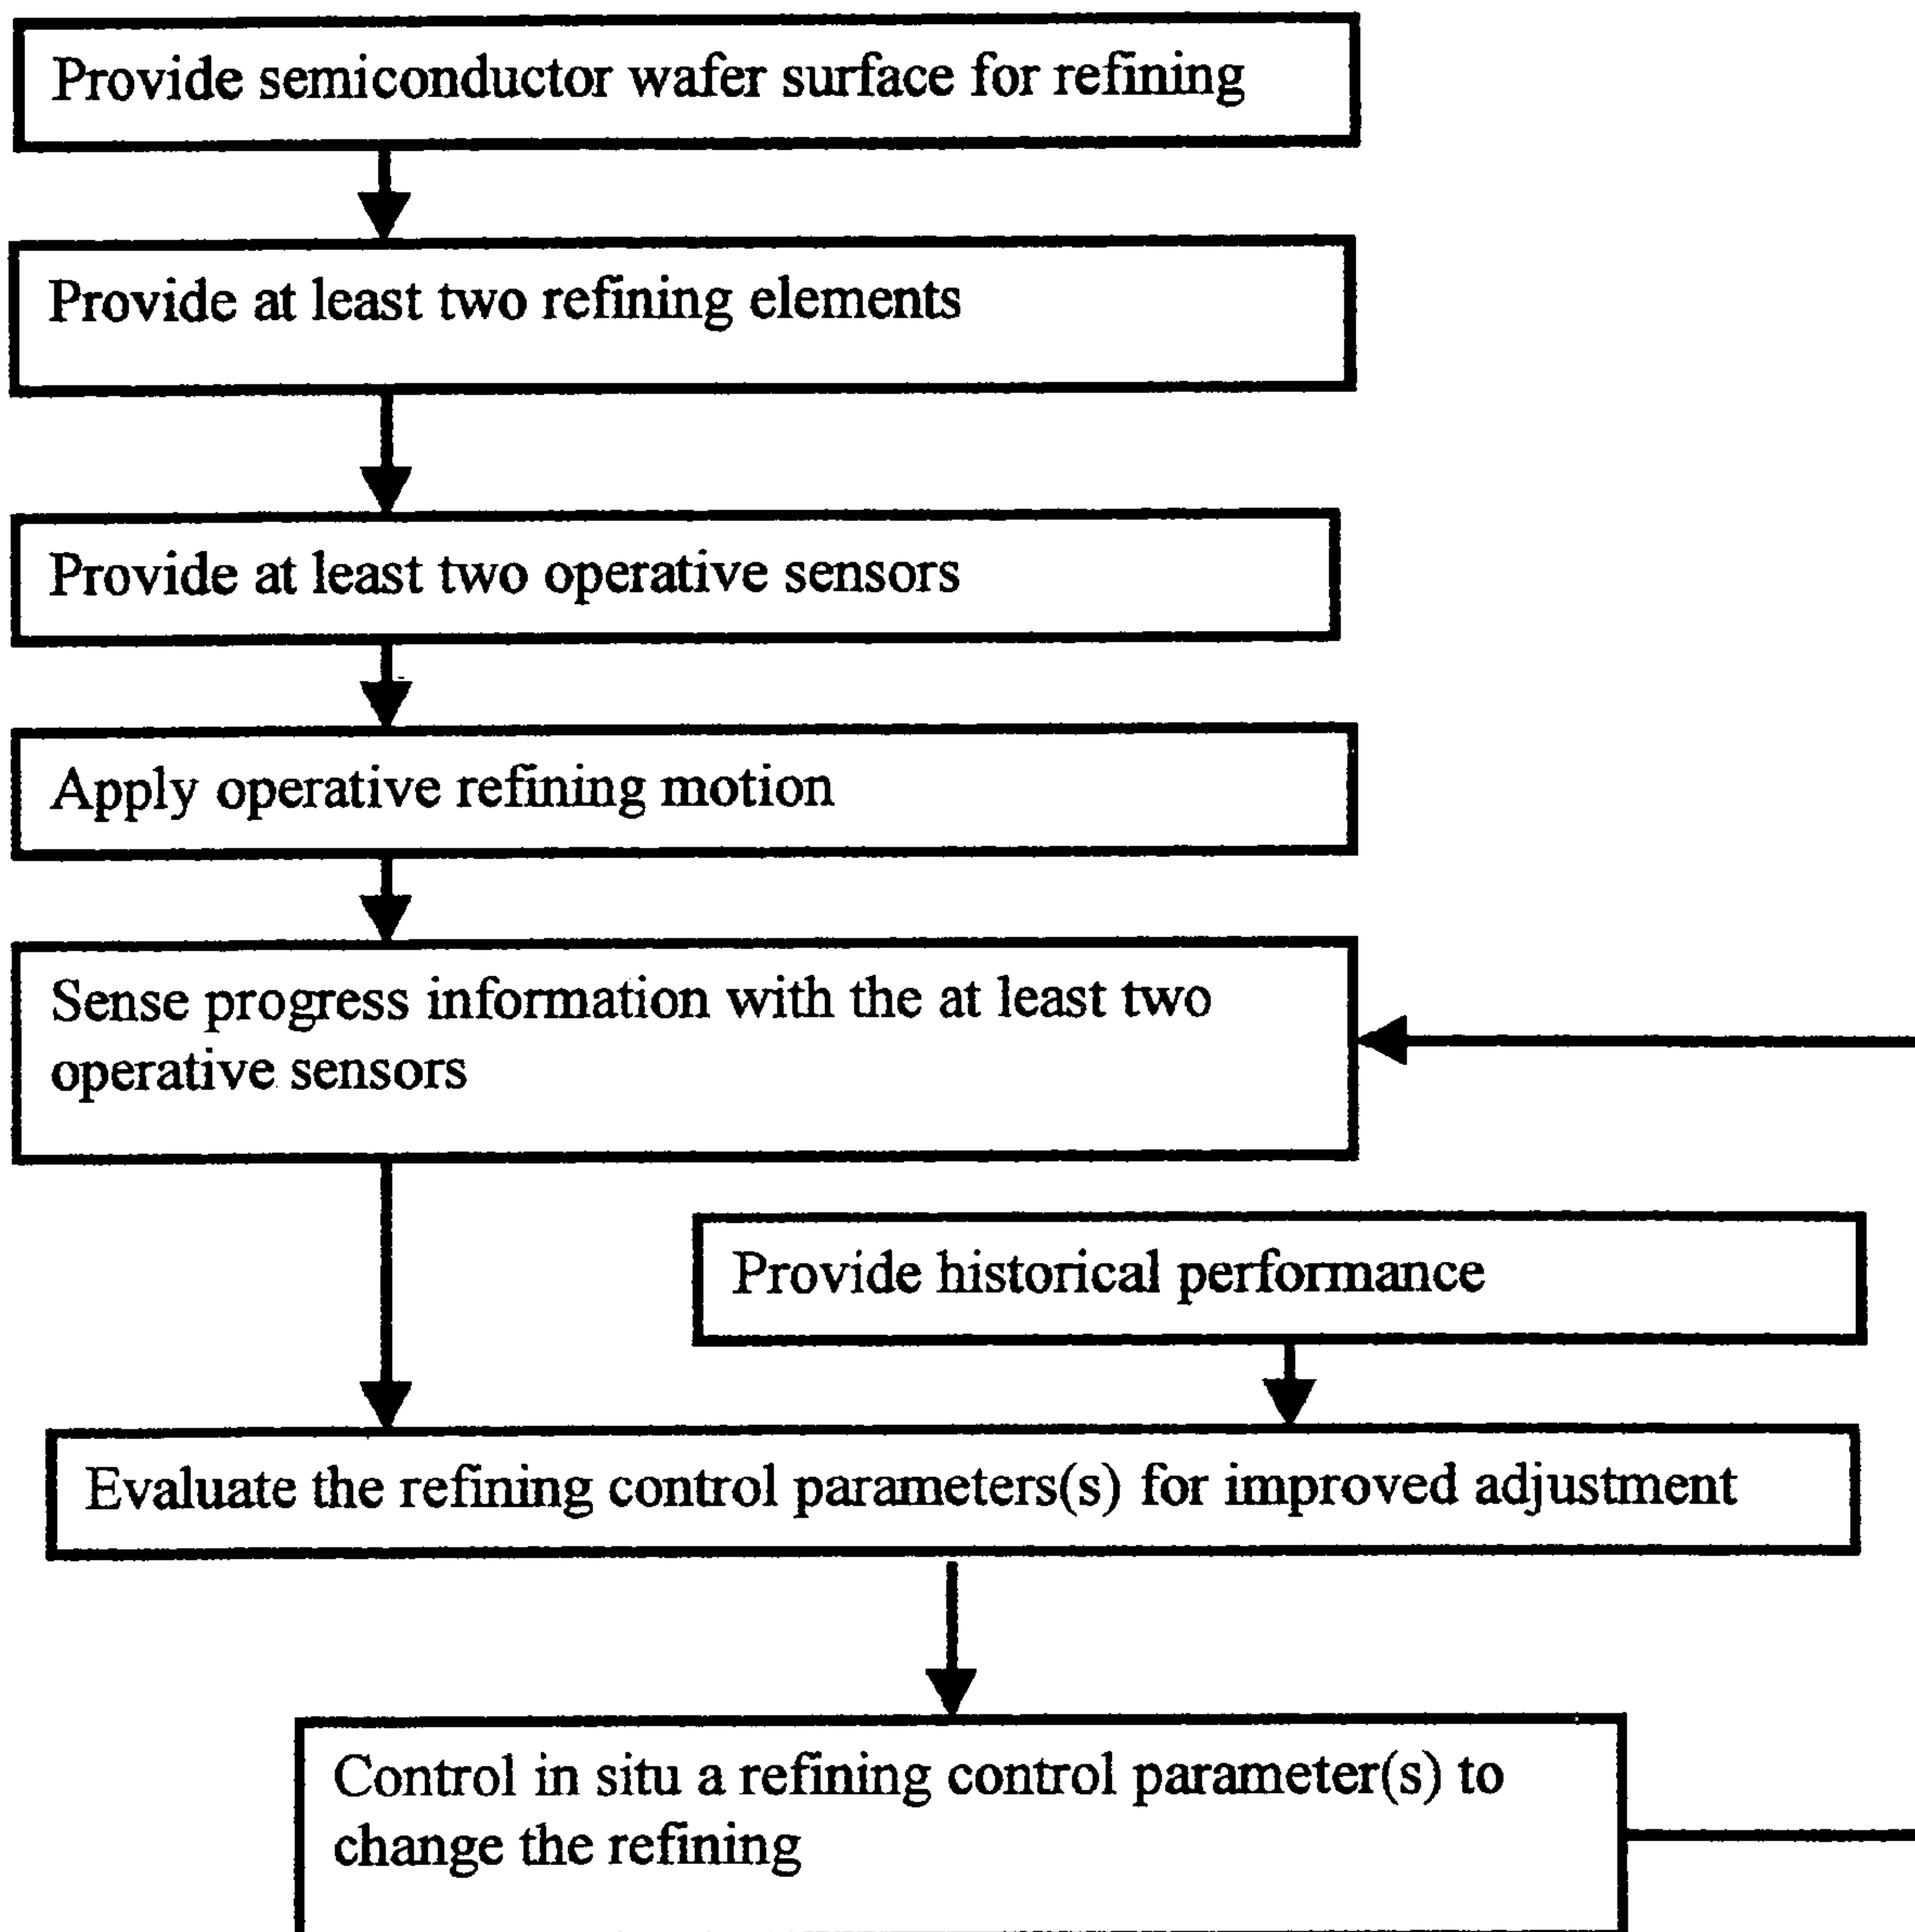 Provide semiconductor wafer surface for refining
Provide at least two refining elements
Provide at least two operative sensors
Apply operative refining motion
Sense progress information with the at least two
operative sensors
Provide historical performance
Evaluate the refining control parameters(s) for improved adjustment
Control in situ a refining control parameter(s) to
change the refining